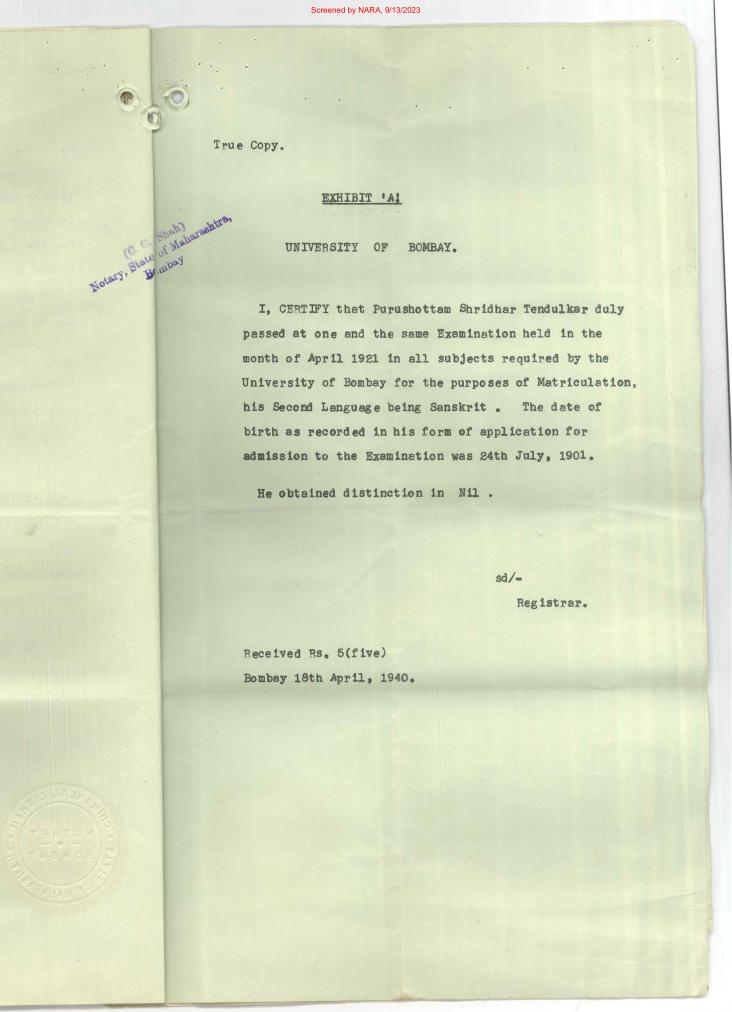 Screened by NARA, 9/13/2023
True Copy.
EXHIBIT 'A'
(C. C. Shah)
Notary, State of Maharashtra,
Bombay
UNIVERSITY OF BOMBAY.
I, CERTIFY that Purushottam Shridhar Tendulkar duly
passed at one and the same Examination held in the
month of April 1921 in all subjects required by the
University of Bombay for the purposes of Matriculation,
his Second Language being Sanskrit . The date of
birth as recorded in his form of application for
admission to the Examination was 24th July, 1901.
He obtained distinction in Nil .
sd/-
Registrar.
Received Rs. 5(five)
Bombay 18th April, 1940.
NOTARY
BOMBAY